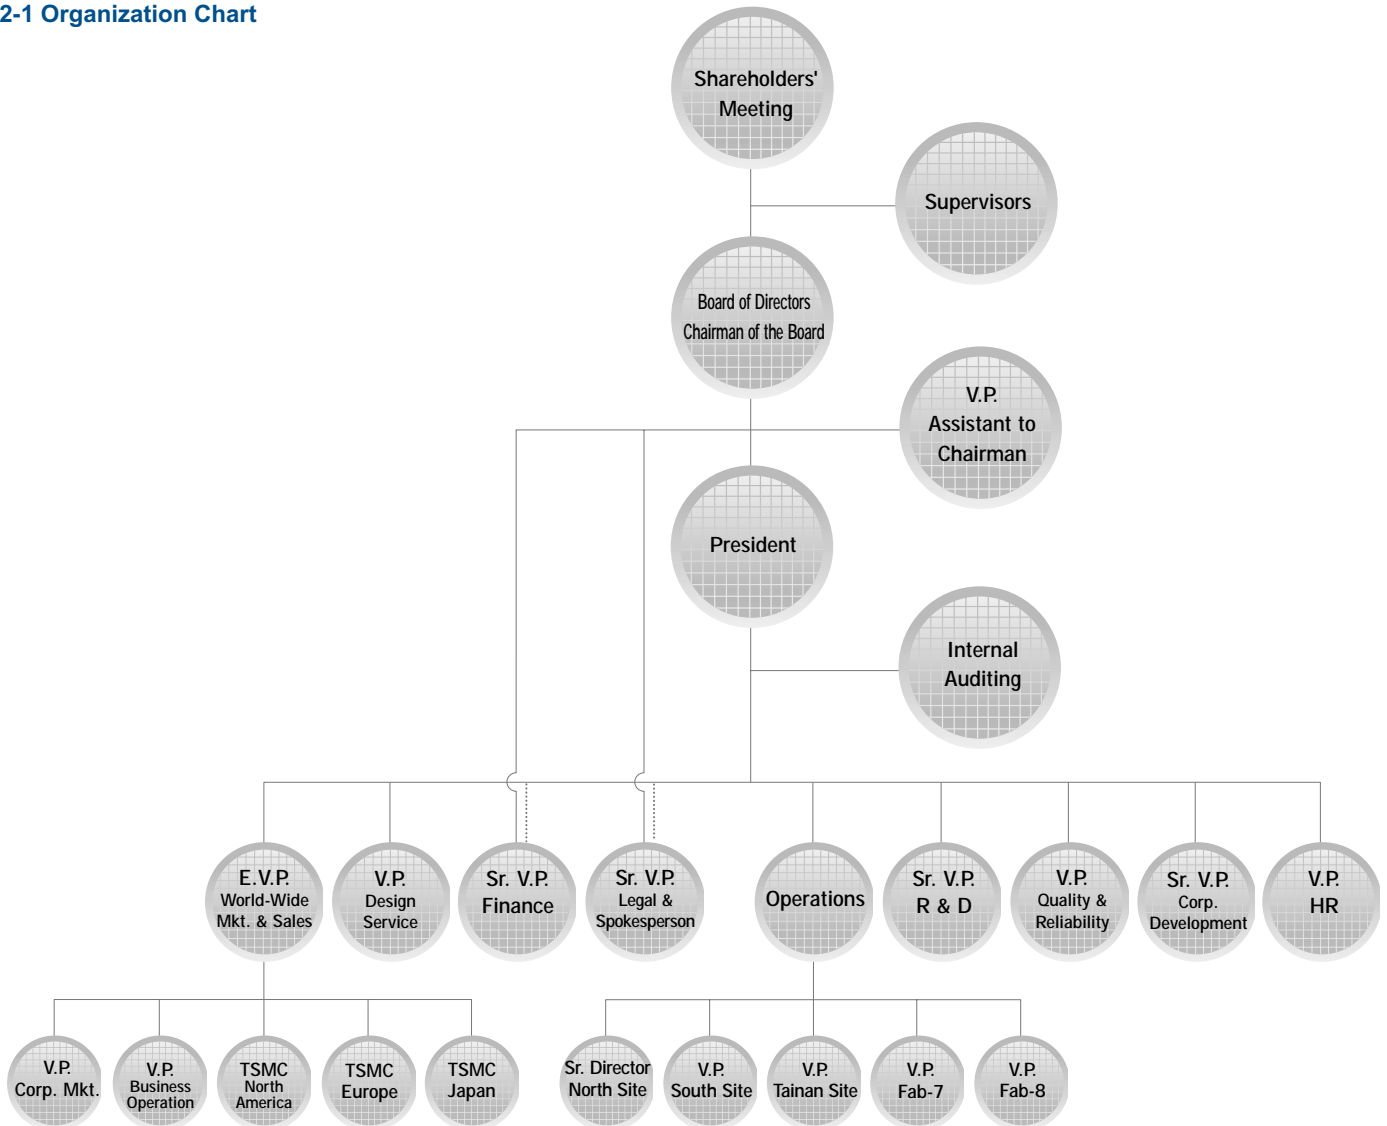 2-1 Organization Chart
Shareholders'
Meeting
Supervisors
Board of Directors
Chairman of the Board
V.P.
Assistant to
Chairman
President
Internal
Auditing
E.V.P.
World-Wide
Mkt. & Sales
V.P.
Design
Service
Sr. V.P.
Finance
Sr. V.P.
Legal &
Spokesperson
Operations
Sr. V.P.
R & D
V.P.
Quality &
Reliability
Sr. V.P.
Corp.
Development
V.P.
HR
V.P.
Corp. Mkt.
V.P.
Business
Operation
TSMC
North
America
TSMC
Europe
TSMC
Japan
Sr. Director
North Site
V.P.
South Site
V.P.
Tainan Site
V.P.
Fab-7
V.P.
Fab-8